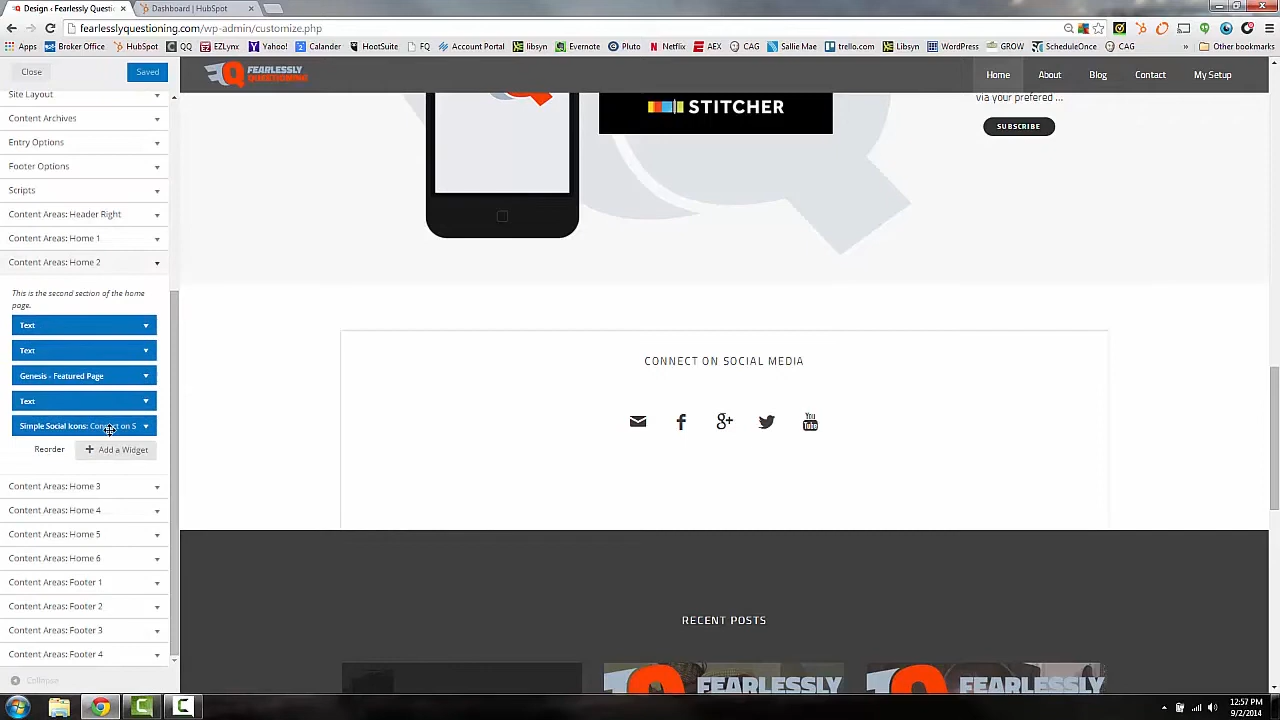 Design ‹ Fearlessly Questi
Dashboard | HubSpot
fearlesslyquestioning.com/wp-admin/customize.php
Apps
Broker Office
HubSpot
QQ
EZLynx
Yahoo!
Calander
HootSuite
FQ
Account Portal
libsyn
Evernote
Pluto
Netflix
AEX
CAG
Sallie Mae
trello.com
Libsyn
WordPress
GROW
ScheduleOnce
CAG
»
Other bookmarks
Close
Saved
Site Layout
Content Archives
Entry Options
Footer Options
Scripts
Content Areas: Header Right
Content Areas: Home 1
Content Areas: Home 2
This is the second section of the home
page.
Text
Text
Genesis - Featured Page
Text
Simple Social Icons: Connect on S
Reorder
+ Add a Widget
Content Areas: Home 3
Content Areas: Home 4
Content Areas: Home 5
Content Areas: Home 6
Content Areas: Footer 1
Content Areas: Footer 2
Content Areas: Footer 3
Content Areas: Footer 4
Collapse
FEARLESSLY
QUESTIONING
Home
About
Blog
Contact
My Setup
STITCHER
via your prefered ...
SUBSCRIBE
CONNECT ON SOCIAL MEDIA
You
Tube
RECENT POSTS
FEARLESSLY
FEARLESSLY
12:57 PM
9/2/2014